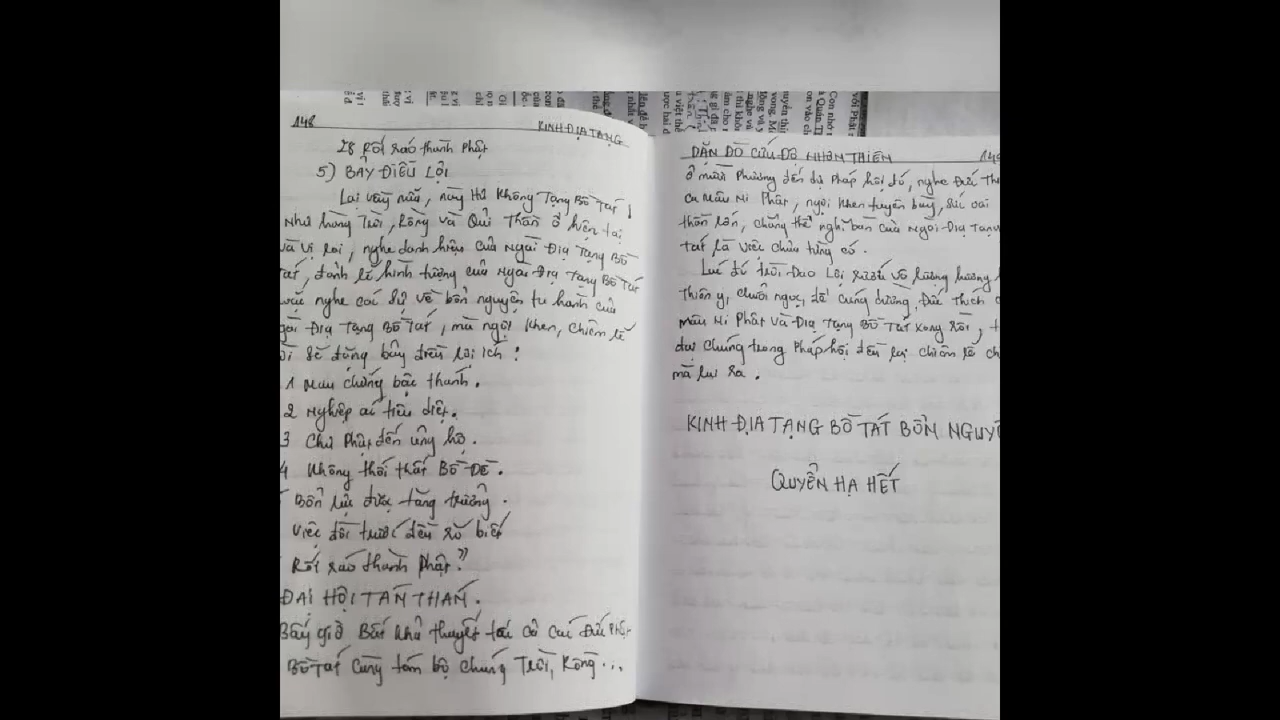 148 KINH ĐỊA TẠNG
28 Rốt ráo thành Phật
5) BẢY ĐIỀU LỢI
Lại vầy nữa, nầy Hư Không Tạng Bồ Tát!
Như hàng Trời, Rồng và Quỉ Thần ở hiện tại
và vị lai, nghe danh hiệu của Ngài Địa Tạng Bồ
Tát, đảnh lễ hình tượng của Ngài Địa Tạng Bồ Tát
hoặc nghe các sự về bổn nguyện tu hành của
Ngài Địa Tạng Bồ Tát, mà ngợi khen, chiêm lễ
sẽ đặng bảy điều lợi ích:
1 Mau chứng bậc thánh.
2 Nghiệp ác tiêu diệt.
3 Chư Phật đến ủng hộ.
4 Không thối thất Bồ Đề.
Bổn lực được tăng trưởng.
Việc đời trước đều rõ biết
Rốt ráo thành Phật."
ĐẠI HỘI TÁN THÁN.
Bấy giờ Bất khả thuyết tất cả các Đức Phật
Bồ Tát cùng tám bộ chúng Trời, Rồng...
DẶN DÒ CỨU ĐỘ NHƠN THIÊN 149
ở mười Phương đến dự Pháp hội đó, nghe Đức Th
ca Mâu Ni Phật, ngợi khen tuyên bày, sức oai
thần lớn, chẳng thể nghĩ bàn của Ngài Địa Tạng
tát là việc chưa từng có.
Lúc đó trời Đao Lợi rưới vô lượng hương h
Thiên y, chuỗi ngọc, để cúng dường Đức Thích c
mâu Ni Phật và Địa Tạng Bồ Tát xong rồi, t
đại chúng trong Pháp hội đều lại chiêm lễ ch
mà lui ra.
KINH ĐỊA TẠNG BỒ TÁT BỔN NGUYỆ
QUYỂN HẠ HẾT